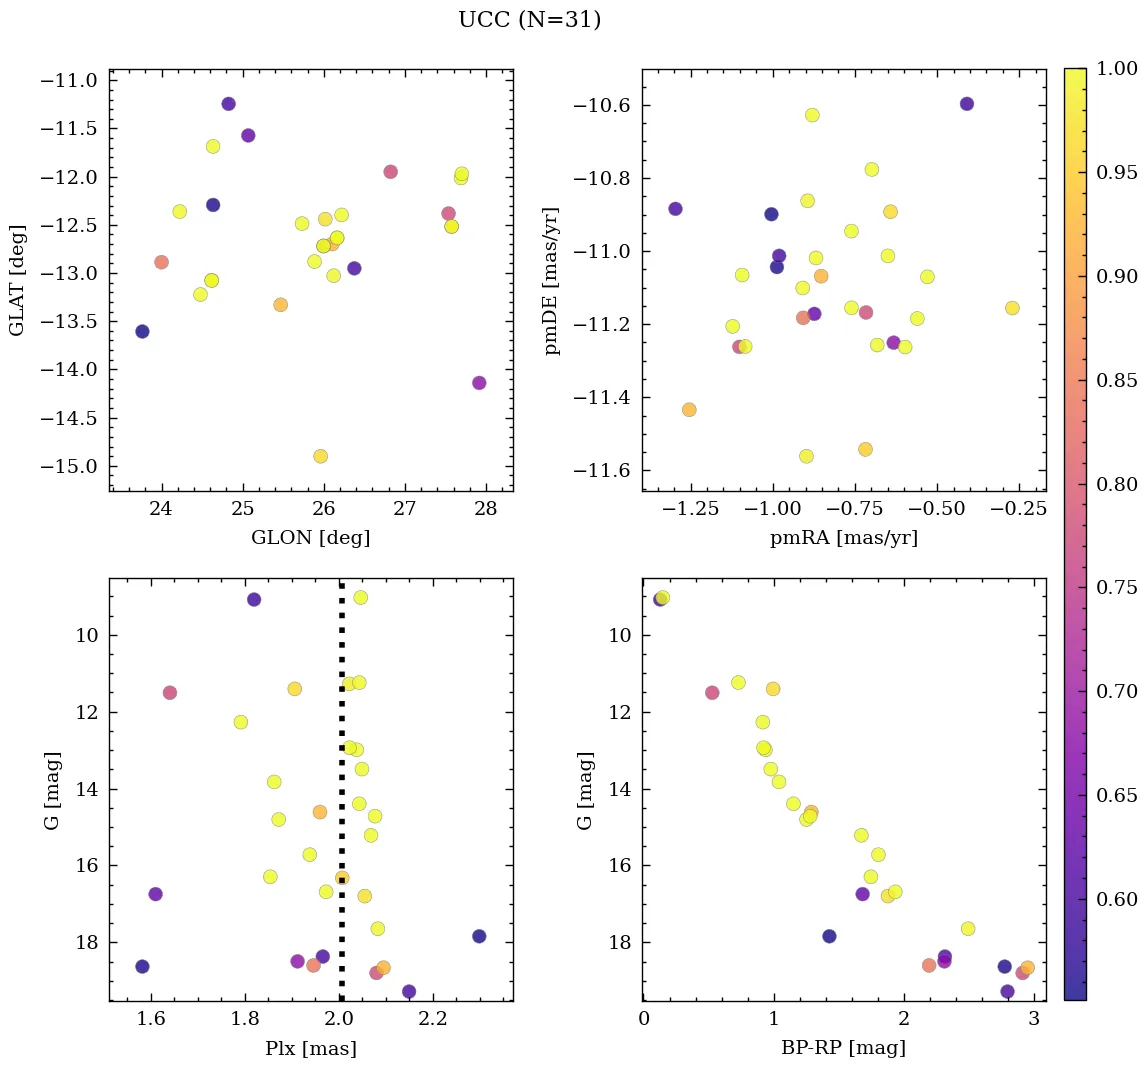 UCC (N=31)
−11.0
−11.5
−12.0
−12.5
−13.0
−13.5
−14.0
−14.5
−15.0
GLAT [deg]
24 25 26 27 28
GLON [deg]
−10.6
−10.8
−11.0
−11.2
−11.4
−11.6
pmDE [mas/yr]
−1.25 −1.00 −0.75 −0.50 −0.25
pmRA [mas/yr]
10
12
14
16
18
G [mag]
1.6 1.8 2.0 2.2
Plx [mas]
10
12
14
16
18
G [mag]
0 1 2 3
BP-RP [mag]
1.00
0.95
0.90
0.85
0.80
0.75
0.70
0.65
0.60